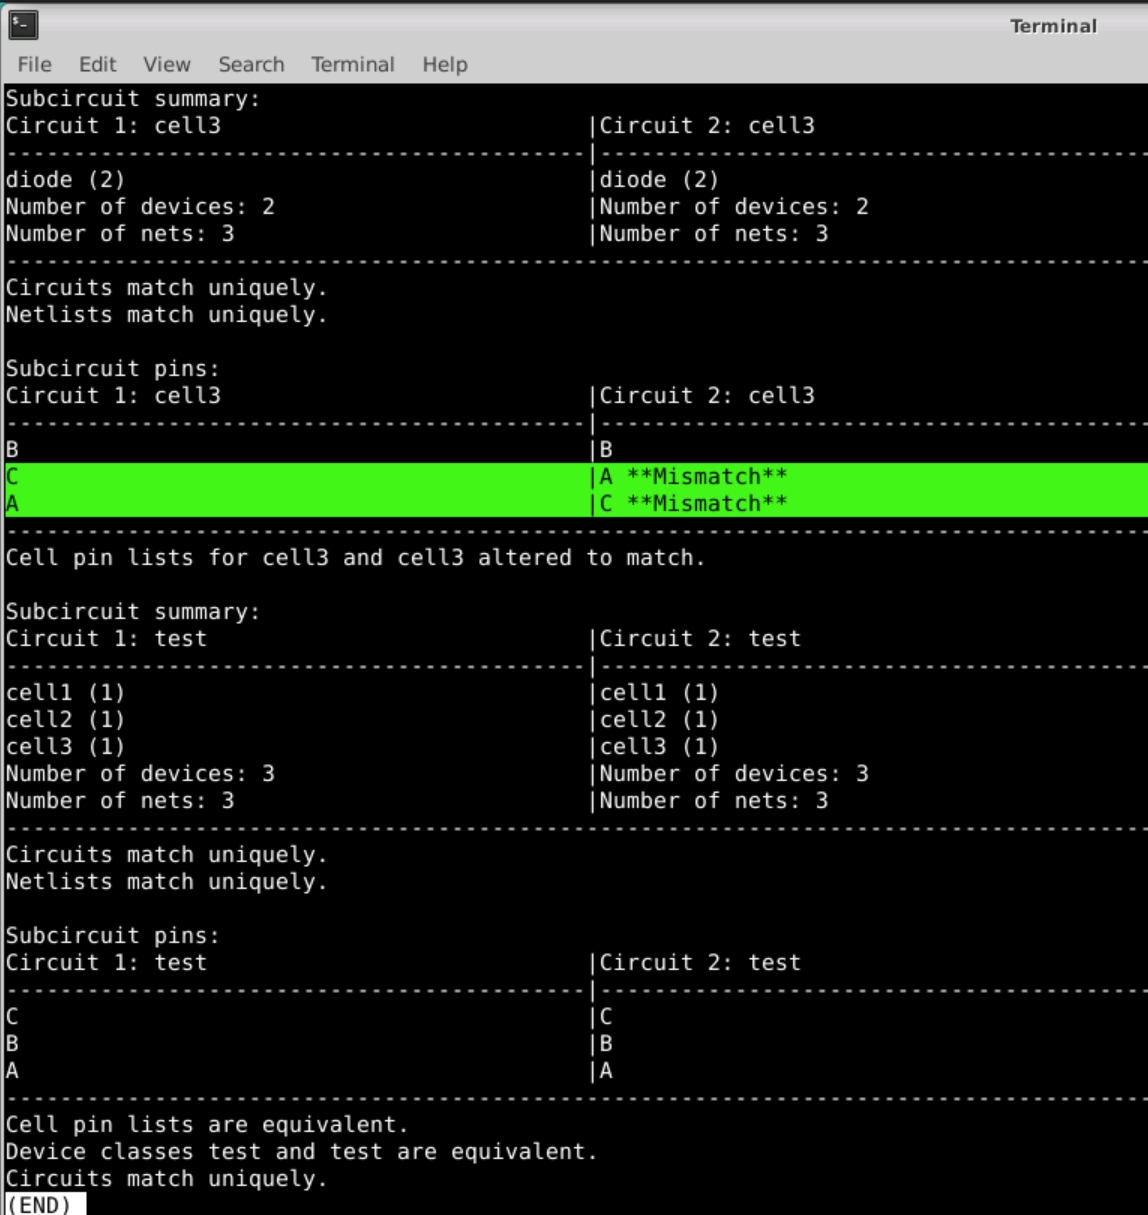 Terminal
File Edit View Search Terminal Help
Subcircuit summary:
Circuit 1: cell3 |Circuit 2: cell3
-------------------------------------------|-----------------------------------------
diode (2) |diode (2)
Number of devices: 2 |Number of devices: 2
Number of nets: 3 |Number of nets: 3
-------------------------------------------------------------------------------------
Circuits match uniquely.
Netlists match uniquely.
Subcircuit pins:
Circuit 1: cell3 |Circuit 2: cell3
-------------------------------------------|-----------------------------------------
B |B
C |A **Mismatch**
A |C **Mismatch**
-------------------------------------------------------------------------------------
Cell pin lists for cell3 and cell3 altered to match.
Subcircuit summary:
Circuit 1: test |Circuit 2: test
-------------------------------------------|-----------------------------------------
cell1 (1) |cell1 (1)
cell2 (1) |cell2 (1)
cell3 (1) |cell3 (1)
Number of devices: 3 |Number of devices: 3
Number of nets: 3 |Number of nets: 3
-------------------------------------------------------------------------------------
Circuits match uniquely.
Netlists match uniquely.
Subcircuit pins:
Circuit 1: test |Circuit 2: test
-------------------------------------------|-----------------------------------------
C |C
B |B
A |A
-------------------------------------------------------------------------------------
Cell pin lists are equivalent.
Device classes test and test are equivalent.
Circuits match uniquely.
(END)